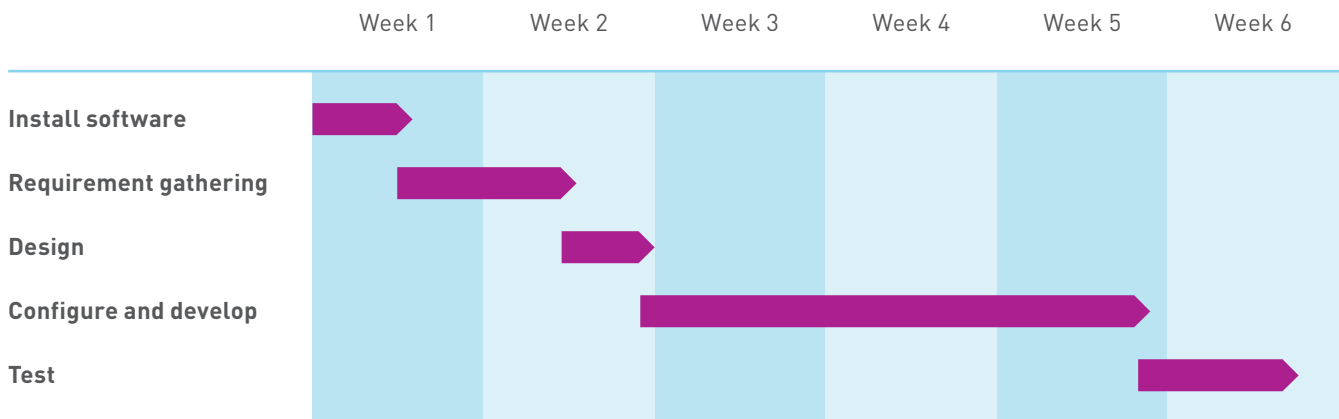 Week 1 Week 2 Week 3 Week 4 Week 5 Week 6
Install software
Requirement gathering
Design
Configure and develop
Test